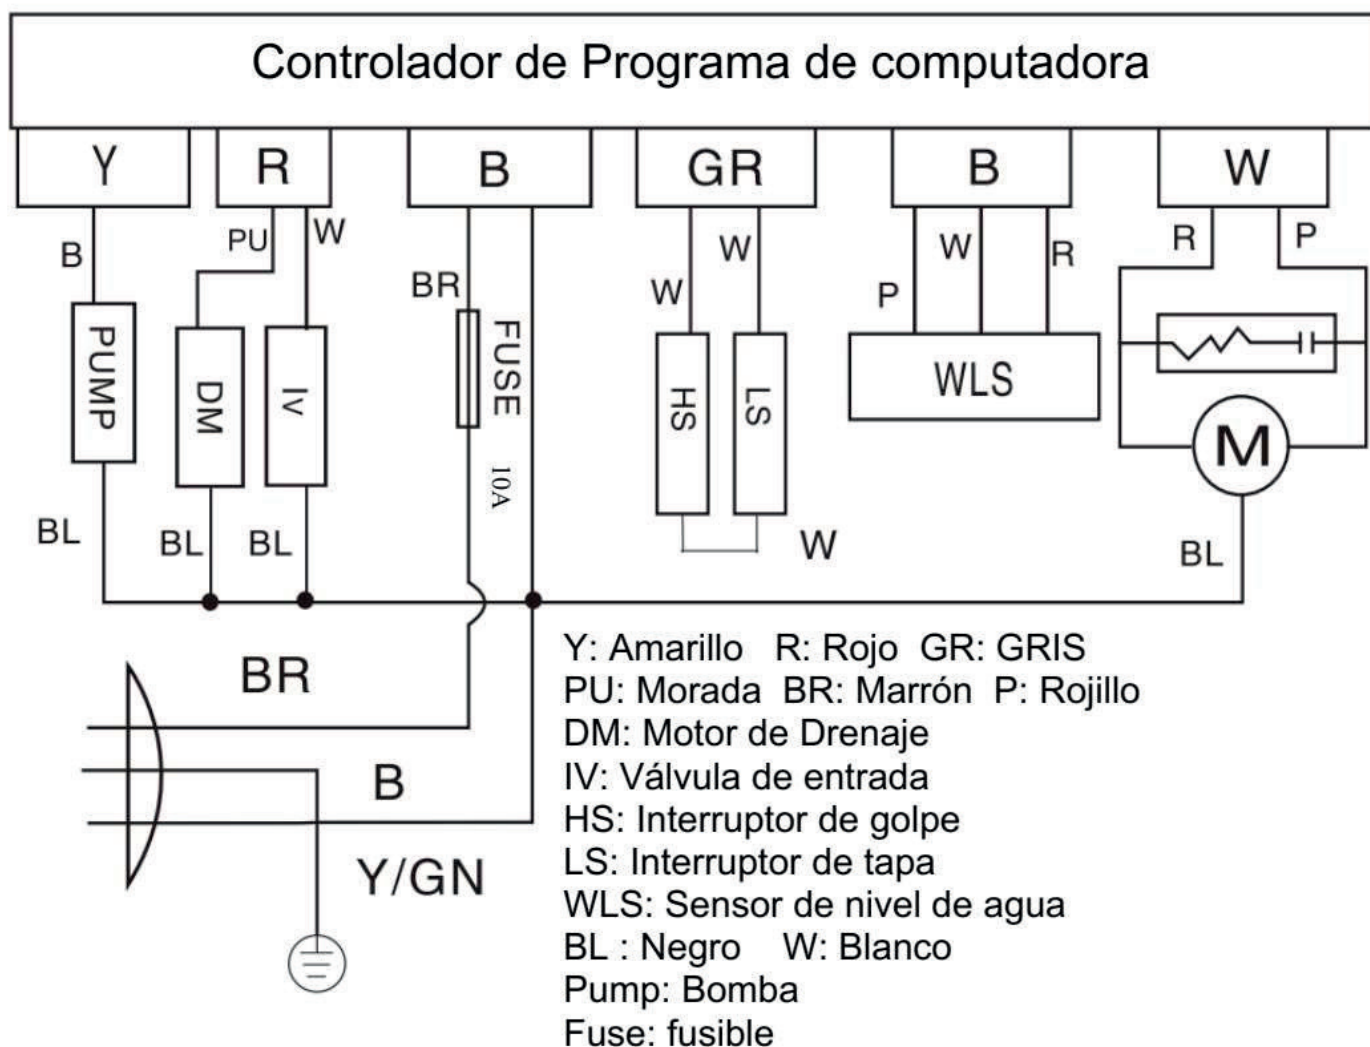 Controlador de Programa de computadora
Y R B GR B W
B PU W BR W W P W R R P
PUMP DM Iv FUSE 10A HS LS WLS M
BL BL BL W BL
BR
B
Y/GN
Y: Amarillo R: Rojo GR: GRIS
PU: Morada BR: Marrón P: Rojillo
DM: Motor de Drenaje
IV: Válvula de entrada
HS: Interruptor de golpe
LS: Interruptor de tapa
WLS: Sensor de nivel de agua
BL : Negro W: Blanco
Pump: Bomba
Fuse: fusible